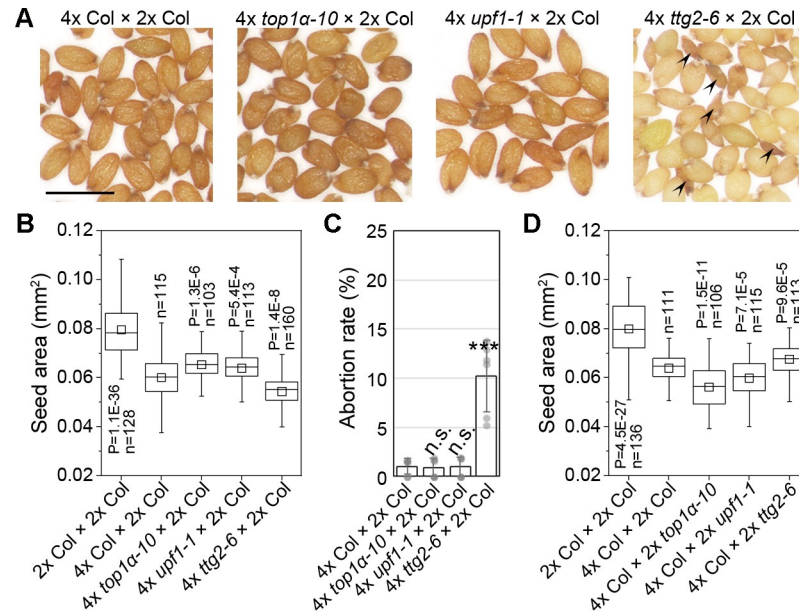 A
4x Col × 2x Col
4x top1α-10 × 2x Col
4x upf1-1 × 2x Col
4x ttg2-6 × 2x Col
B
Seed area (mm²)
0.12
0.10
0.08
0.06
0.04
0.02
P=1.1E-36
n=128
n=115
P=1.3E-6
n=103
P=5.4E-4
n=113
P=1.4E-8
n=160
2x Col × 2x Col
4x Col × 2x Col
4x top1α-10 × 2x Col
4x upf1-1 × 2x Col
4x ttg2-6 × 2x Col
C
Abortion rate (%)
25
20
15
10
5
0
n.s.
n.s.
***
4x Col × 2x Col
4x top1α-10 × 2x Col
4x upf1-1 × 2x Col
4x ttg2-6 × 2x Col
D
Seed area (mm²)
0.12
0.10
0.08
0.06
0.04
0.02
P=4.5E-27
n=136
n=111
P=1.5E-11
n=106
P=7.1E-5
n=115
P=9.6E-5
n=113
2x Col × 2x Col
4x Col × 2x Col
4x Col × 2x top1α-10
4x Col × 2x upf1-1
4x Col × 2x ttg2-6